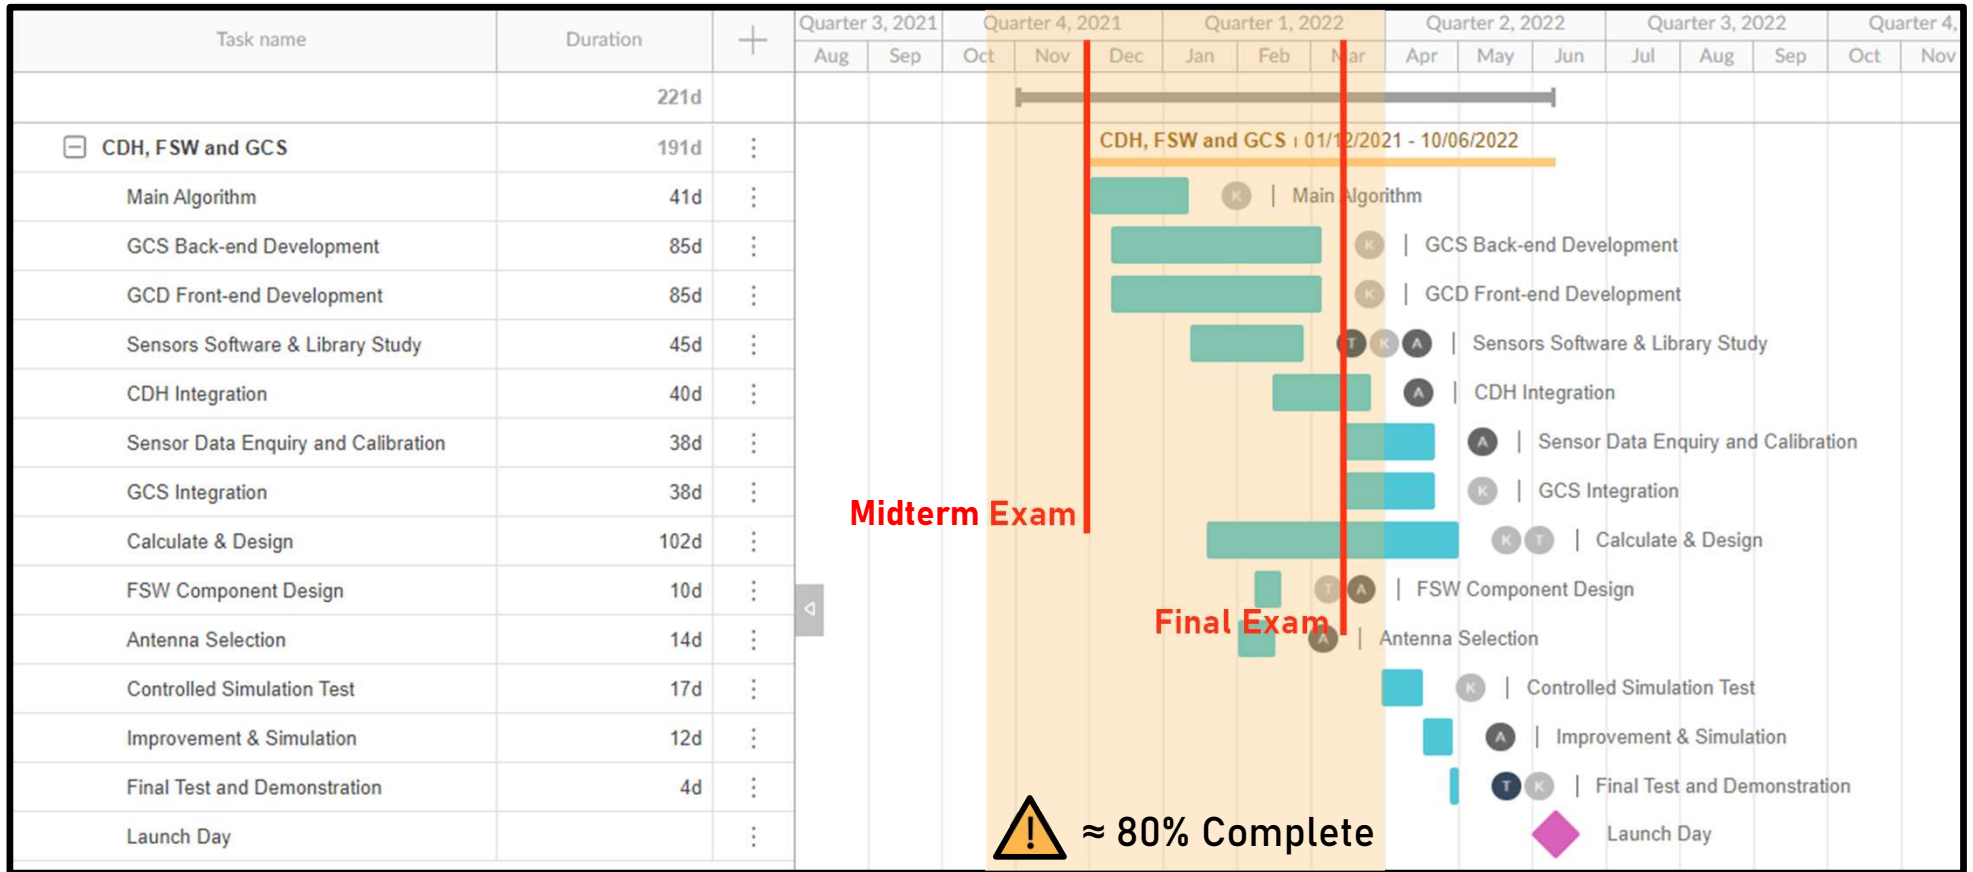 Task name Duration Quarter 3, 2021 Quarter 4, 2021 Quarter 1, 2022 Quarter 2, 2022 Quarter 3, 2022 Quarter 4,
Aug Sep Oct Nov Dec Jan Feb Mar Apr May Jun Jul Aug Sep Oct Nov
221d
CDH, FSW and GCS 191d CDH, FSW and GCS 01/12/2021 - 10/06/2022
Main Algorithm 41d K | Main Algorithm
GCS Back-end Development 85d K | GCS Back-end Development
GCD Front-end Development 85d K | GCD Front-end Development
Sensors Software & Library Study 45d T K A | Sensors Software & Library Study
CDH Integration 40d A | CDH Integration
Sensor Data Enquiry and Calibration 38d A | Sensor Data Enquiry and Calibration
GCS Integration 38d K | GCS Integration
Midterm Exam
Calculate & Design 102d K T | Calculate & Design
FSW Component Design 10d T A | FSW Component Design
Final Exam
Antenna Selection 14d A | Antenna Selection
Controlled Simulation Test 17d K | Controlled Simulation Test
Improvement & Simulation 12d A | Improvement & Simulation
Final Test and Demonstration 4d T K | Final Test and Demonstration
Launch Day Launch Day
! ≈ 80% Complete